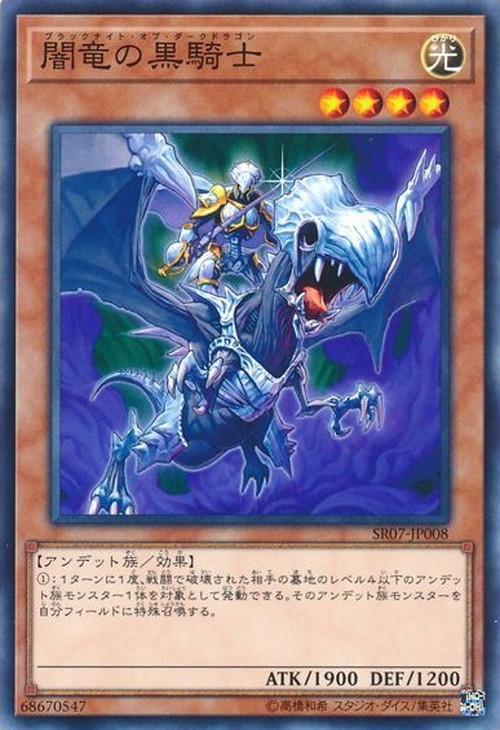 ブラックナイト・オブ・ダークドラゴン
闇竜の黒騎士
ひかり
光
SR07-JP008
【アンデット族／効果】
①：1ターンに1度、戦闘で破壊された相手の墓地のレベル4以下のアンデッ
ト族モンスター1体を対象として発動できる。そのアンデット族モンスターを
自分フィールドに特殊召喚する。
ATK/1900 DEF/1200
68670547
©高橋和希 スタジオ・ダイス/集英社